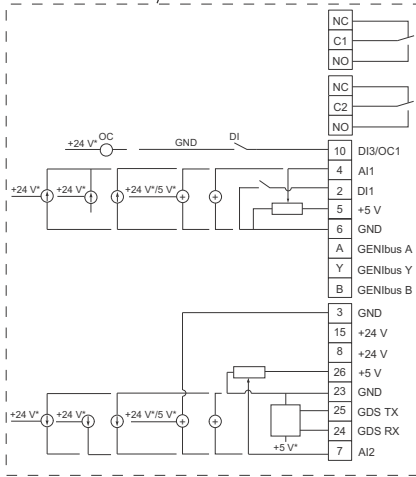 NC
C1
NO
NC
C2
NO
+24 V* OC GND DI 10 DI3/OC1
4 AI1
+24 V* +24 V* +24 V*/5 V* 2 DI1
5 +5 V
6 GND
A GENIbus A
Y GENIbus Y
B GENIbus B
3 GND
15 +24 V
8 +24 V
26 +5 V
23 GND
+24 V* +24 V* +24 V*/5 V* 25 GDS TX
24 GDS RX
+5 V* 7 AI2